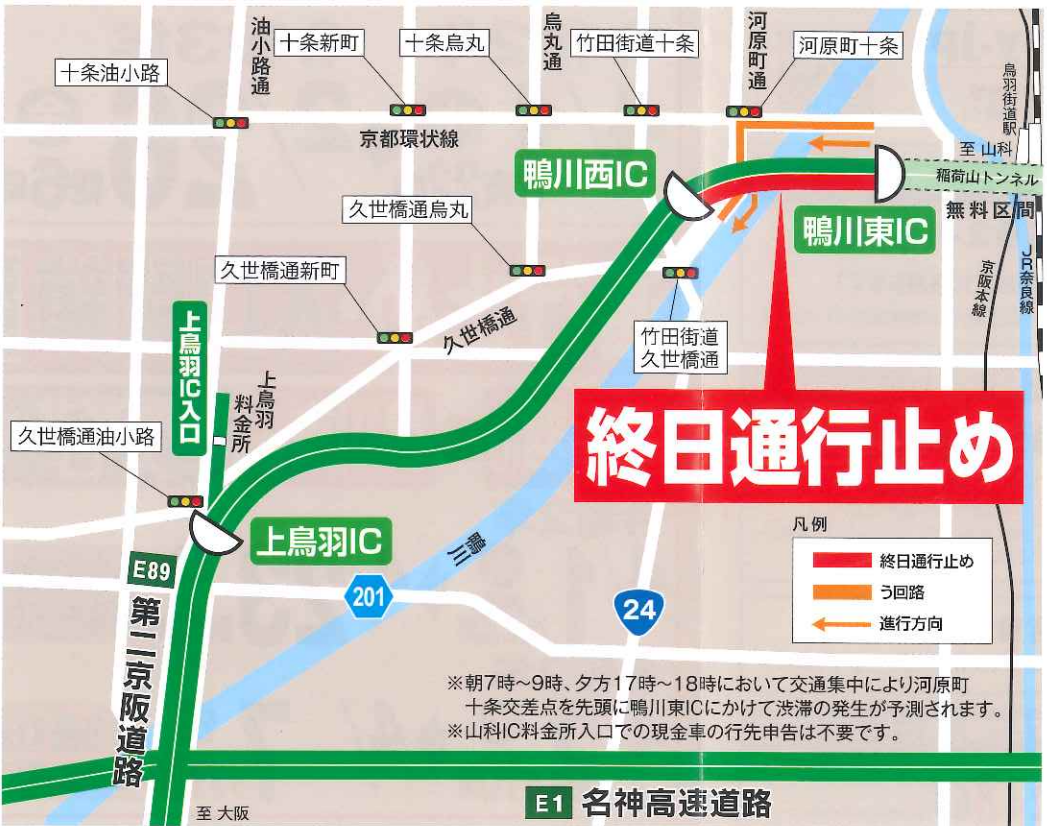 油小路通
十条新町
十条烏丸
烏丸通
竹田街道十条
河原町通
河原町十条
十条油小路
鳥羽街道駅
京都環状線
至 山科
稲荷山トンネル
無料区間
鴨川西IC
鴨川東IC
久世橋通烏丸
久世橋通新町
久世橋通
竹田街道
久世橋通
京阪本線
JR奈良線
上鳥羽IC入口
上鳥羽
料金所
久世橋通油小路
終日通行止め
上鳥羽IC
鴨川
凡例
終日通行止め
う回路
進行方向
E89
第二京阪道路
201
24
※朝7時～9時、夕方17時～18時において交通集中により河原町
十条交差点を先頭に鴨川東ICにかけて渋滞の発生が予測されます。
※山科IC料金所入口での現金車の行先申告は不要です。
至 大阪
E1 名神高速道路